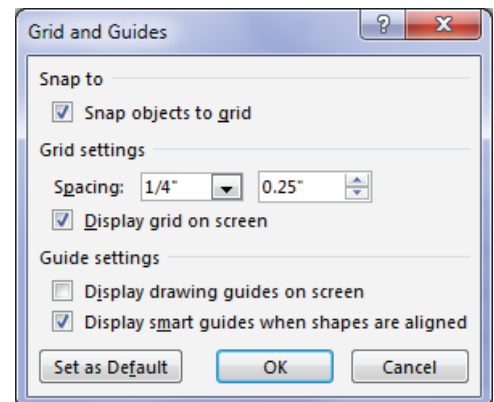 Grid and Guides ? X
Snap to
Snap objects to grid
Grid settings
Spacing: 1/4" 0.25"
Display grid on screen
Guide settings
Display drawing guides on screen
Display smart guides when shapes are aligned
Set as Default OK Cancel